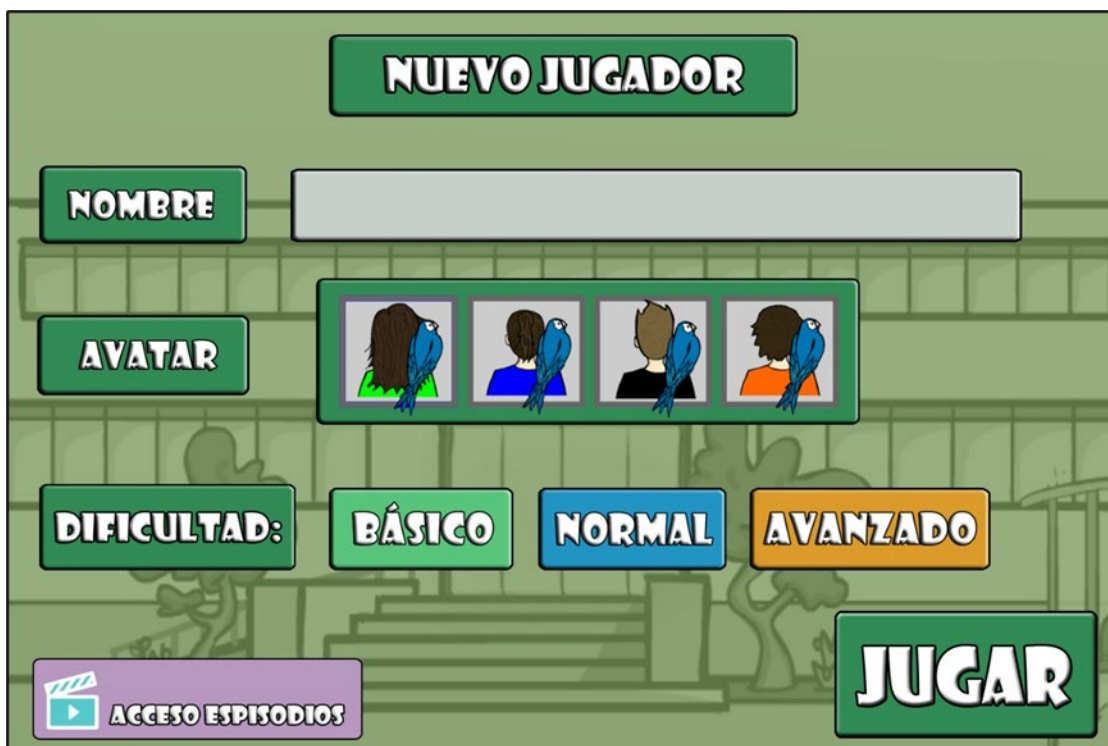 NUEVO JUGADOR
NOMBRE
AVATAR
DIFICULTAD:
BÁSICO
NORMAL
AVANZADO
JUGAR
ACCESO ESPISODIOS